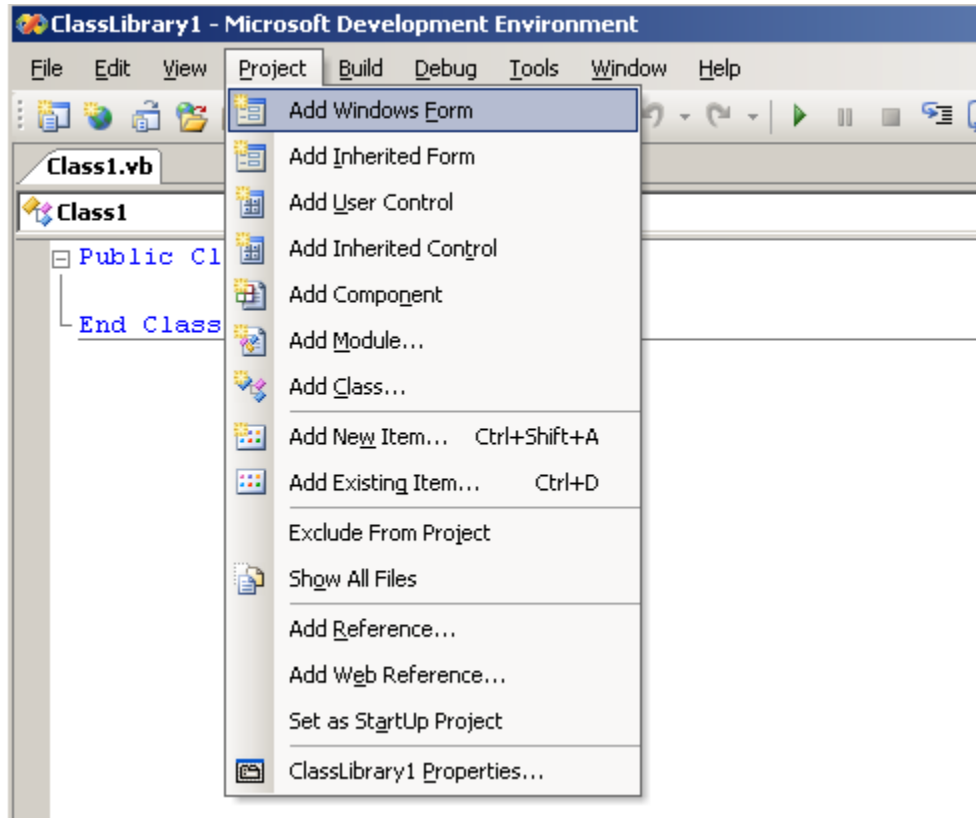 ClassLibrary1 - Microsoft Development Environment
File Edit View Project Build Debug Tools Window Help
Add Windows Form
Class1.vb
Add Inherited Form
Class1
Add User Control
Public Cl
Add Inherited Control
Add Component
End Class
Add Module...
Add Class...
Add New Item... Ctrl+Shift+A
Add Existing Item... Ctrl+D
Exclude From Project
Show All Files
Add Reference...
Add Web Reference...
Set as StartUp Project
ClassLibrary1 Properties...